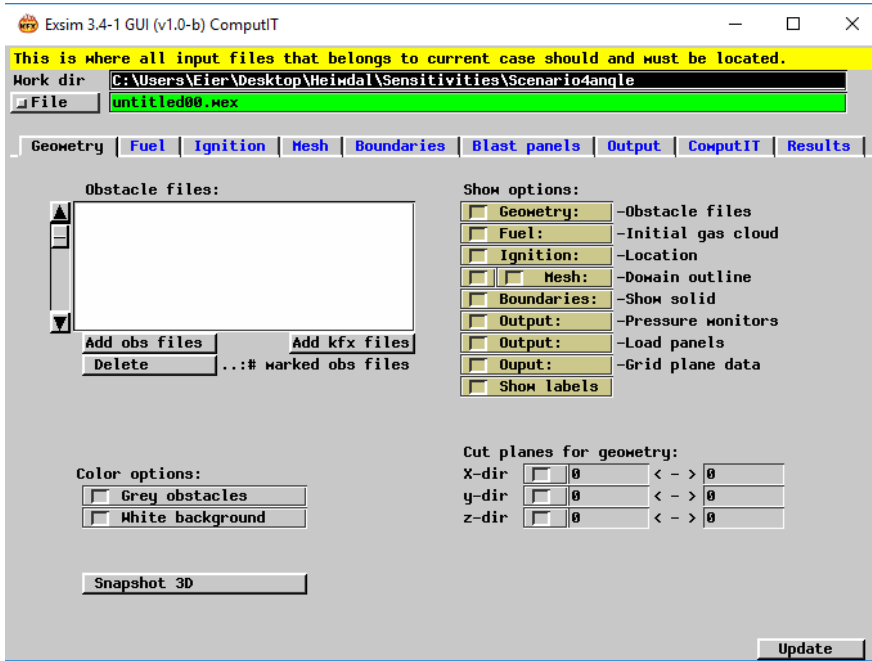 Exsim 3.4-1 GUI (v1.0-b) ComputIT
This is where all input files that belongs to current case should and must be located.
Work dir C:\Users\Eier\Desktop\Heimdal\Sensitivities\Scenario4angle
File untitled00.mex
Geometry Fuel Ignition Mesh Boundaries Blast panels Output ComputIT Results
Obstacle files: Show options:
Geometry: -Obstacle files
Fuel: -Initial gas cloud
Ignition: -Location
Mesh: -Domain outline
Boundaries: -Show solid
Output: -Pressure monitors
Add obs files Add kfx files Output: -Load panels
Delete ..:# marked obs files Ouput: -Grid plane data
Show labels
Cut planes for geometry:
Color options: X-dir 0 < - > 0
Grey obstacles y-dir 0 < - > 0
White background z-dir 0 < - > 0
Snapshot 3D
Update